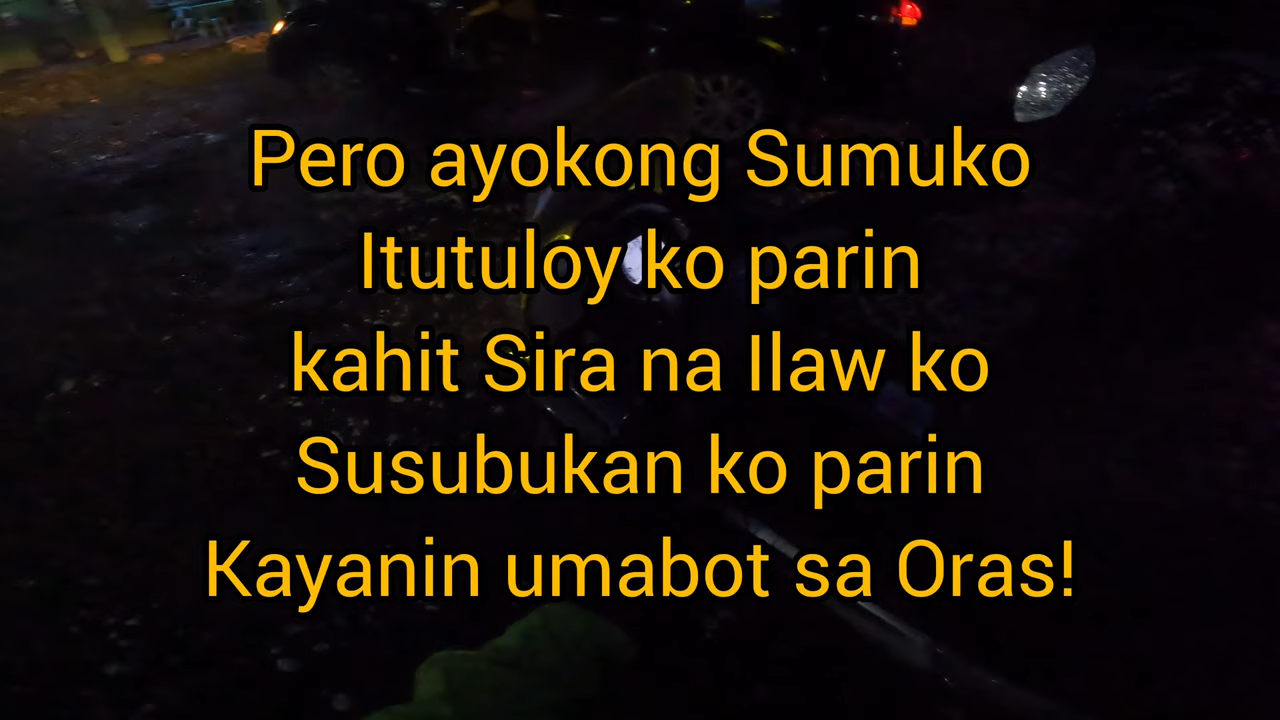 Pero ayokong Sumuko
Itutuloy ko parin
kahit Sira na Ilaw ko
Susubukan ko parin
Kayanin umabot sa Oras!